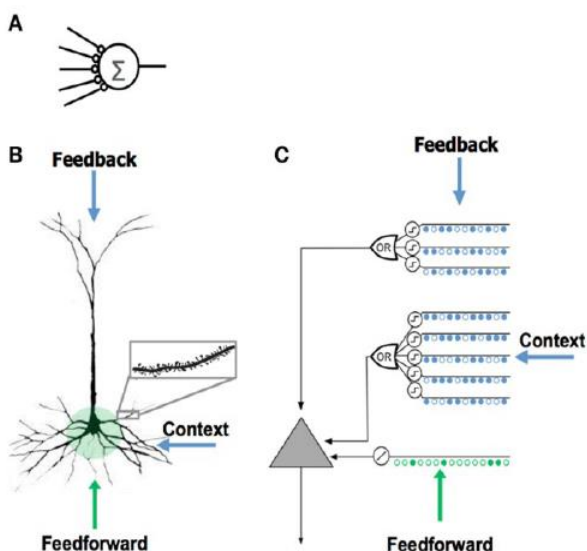 A
Σ
B
Feedback
C
Feedback
OR
Context
OR
Context
Feedforward
Feedforward